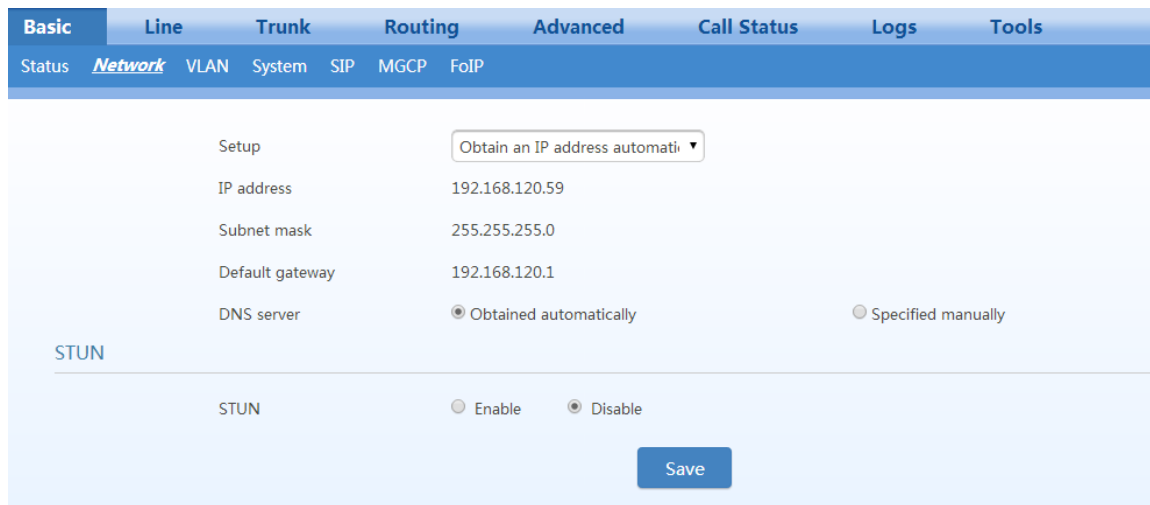 Basic Line Trunk Routing Advanced Call Status Logs Tools
Status Network VLAN System SIP MGCP FoIP
Setup Obtain an IP address automati
IP address 192.168.120.59
Subnet mask 255.255.255.0
Default gateway 192.168.120.1
DNS server Obtained automatically Specified manually
STUN
STUN Enable Disable
Save